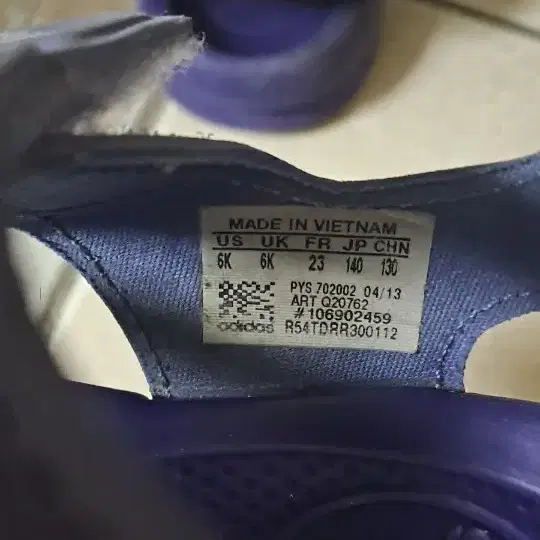 MADE IN VIETNAM
US UK FR JP CHN
6K 6K 23 140 130
PYS 702002 04/13
ART Q20762
#106902459
adidas R54TDRR300112